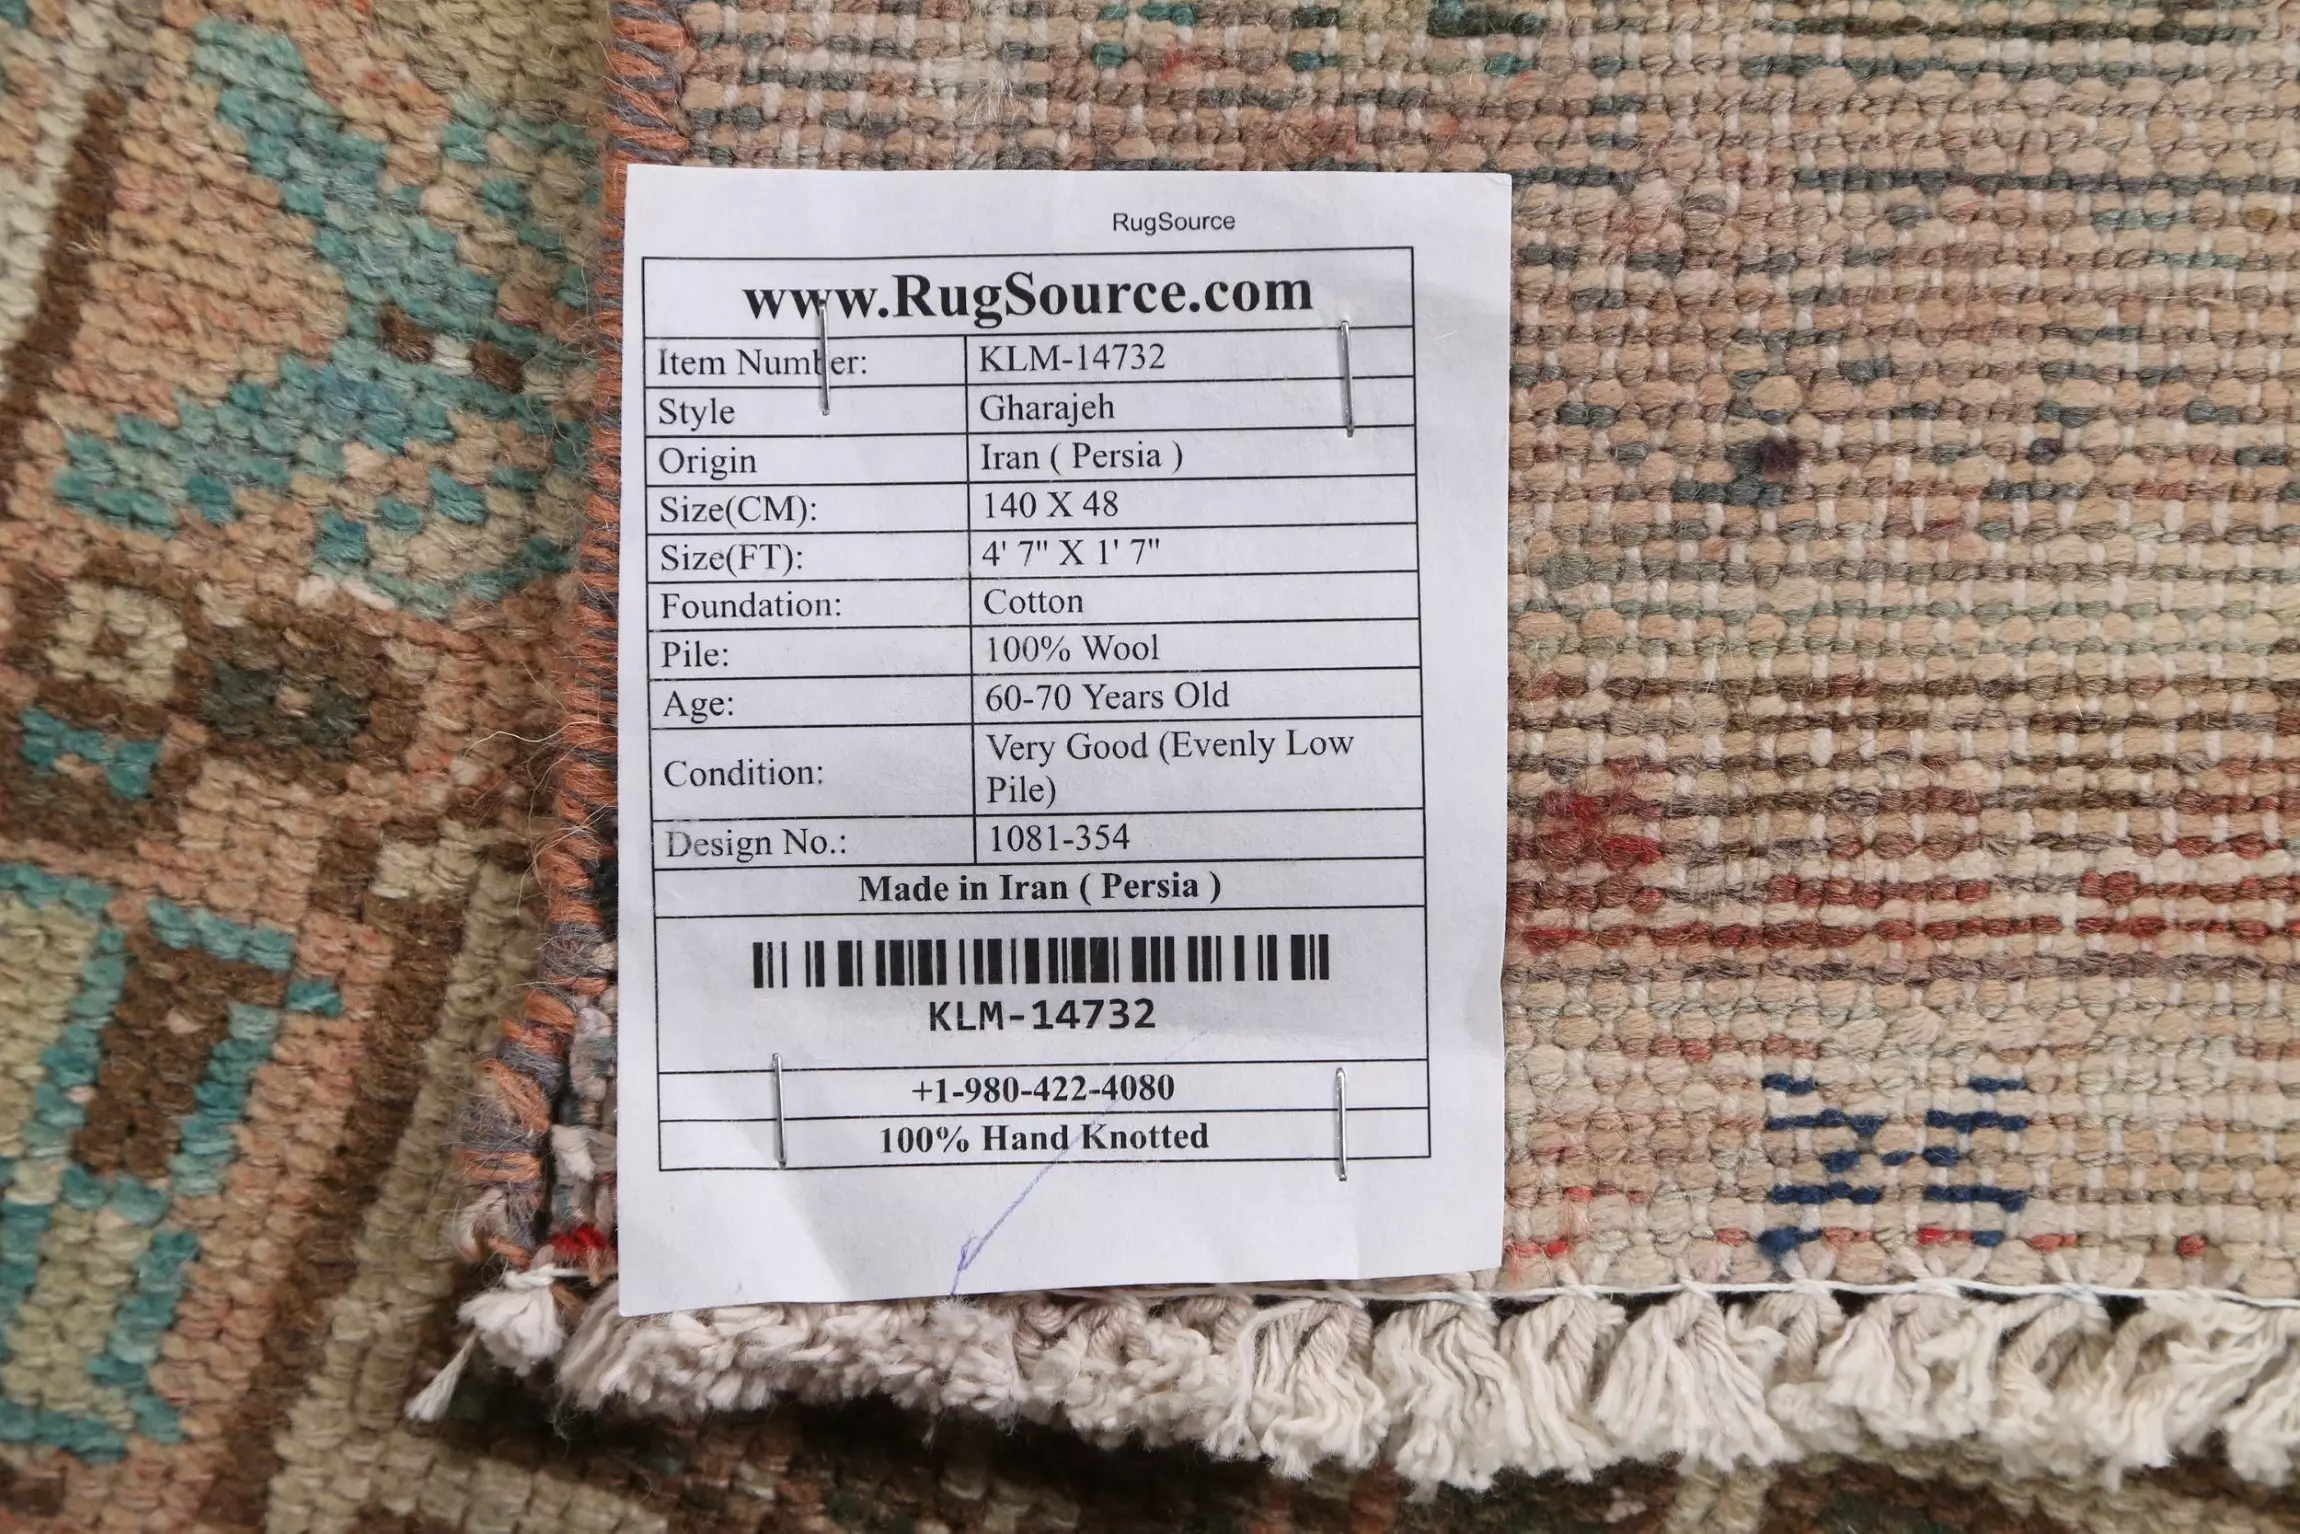 RugSource
www.RugSource.com
Item Number: KLM-14732
Style Gharajeh
Origin Iran ( Persia )
Size(CM): 140 X 48
Size(FT): 4' 7" X 1' 7"
Foundation: Cotton
Pile: 100% Wool
Age: 60-70 Years Old
Condition: Very Good (Evenly Low
Pile)
Design No.: 1081-354
Made in Iran ( Persia )
KLM-14732
+1-980-422-4080
100% Hand Knotted